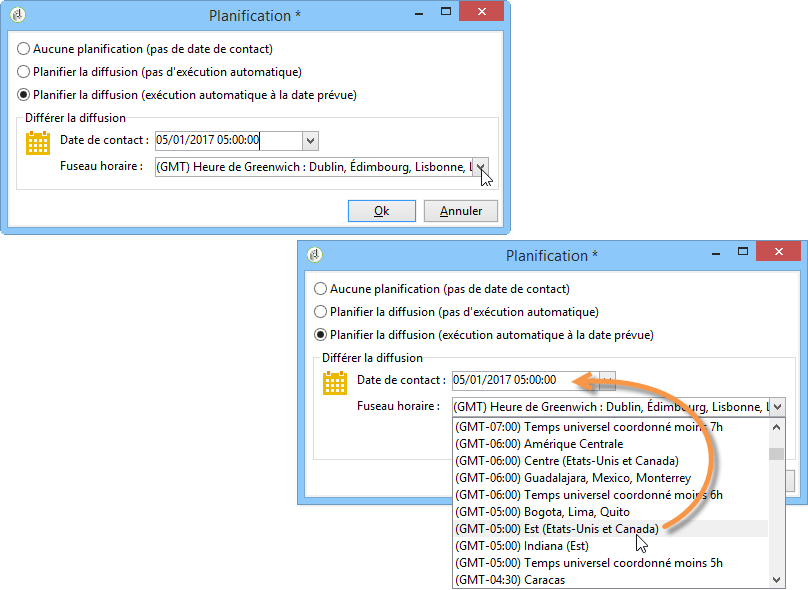 Planification *
Aucune planification (pas de date de contact)
Planifier la diffusion (pas d'exécution automatique)
Planifier la diffusion (exécution automatique à la date prévue)
Différer la diffusion
Date de contact : 05/01/2017 05:00:00
Fuseau horaire : (GMT) Heure de Greenwich : Dublin, Édimbourg, Lisbonne, L
Ok Annuler
Planification *
Aucune planification (pas de date de contact)
Planifier la diffusion (pas d'exécution automatique)
Planifier la diffusion (exécution automatique à la date prévue)
Différer la diffusion
Date de contact : 05/01/2017 05:00:00
Fuseau horaire : (GMT) Heure de Greenwich : Dublin, Édimbourg, Lisbonne, L
(GMT-07:00) Temps universel coordonné moins 7h
(GMT-06:00) Amérique Centrale
(GMT-06:00) Centre (Etats-Unis et Canada)
(GMT-06:00) Guadalajara, Mexico, Monterrey
(GMT-06:00) Temps universel coordonné moins 6h
(GMT-05:00) Bogota, Lima, Quito
(GMT-05:00) Est (Etats-Unis et Canada)
(GMT-05:00) Indiana (Est)
(GMT-05:00) Temps universel coordonné moins 5h
(GMT-04:30) Caracas